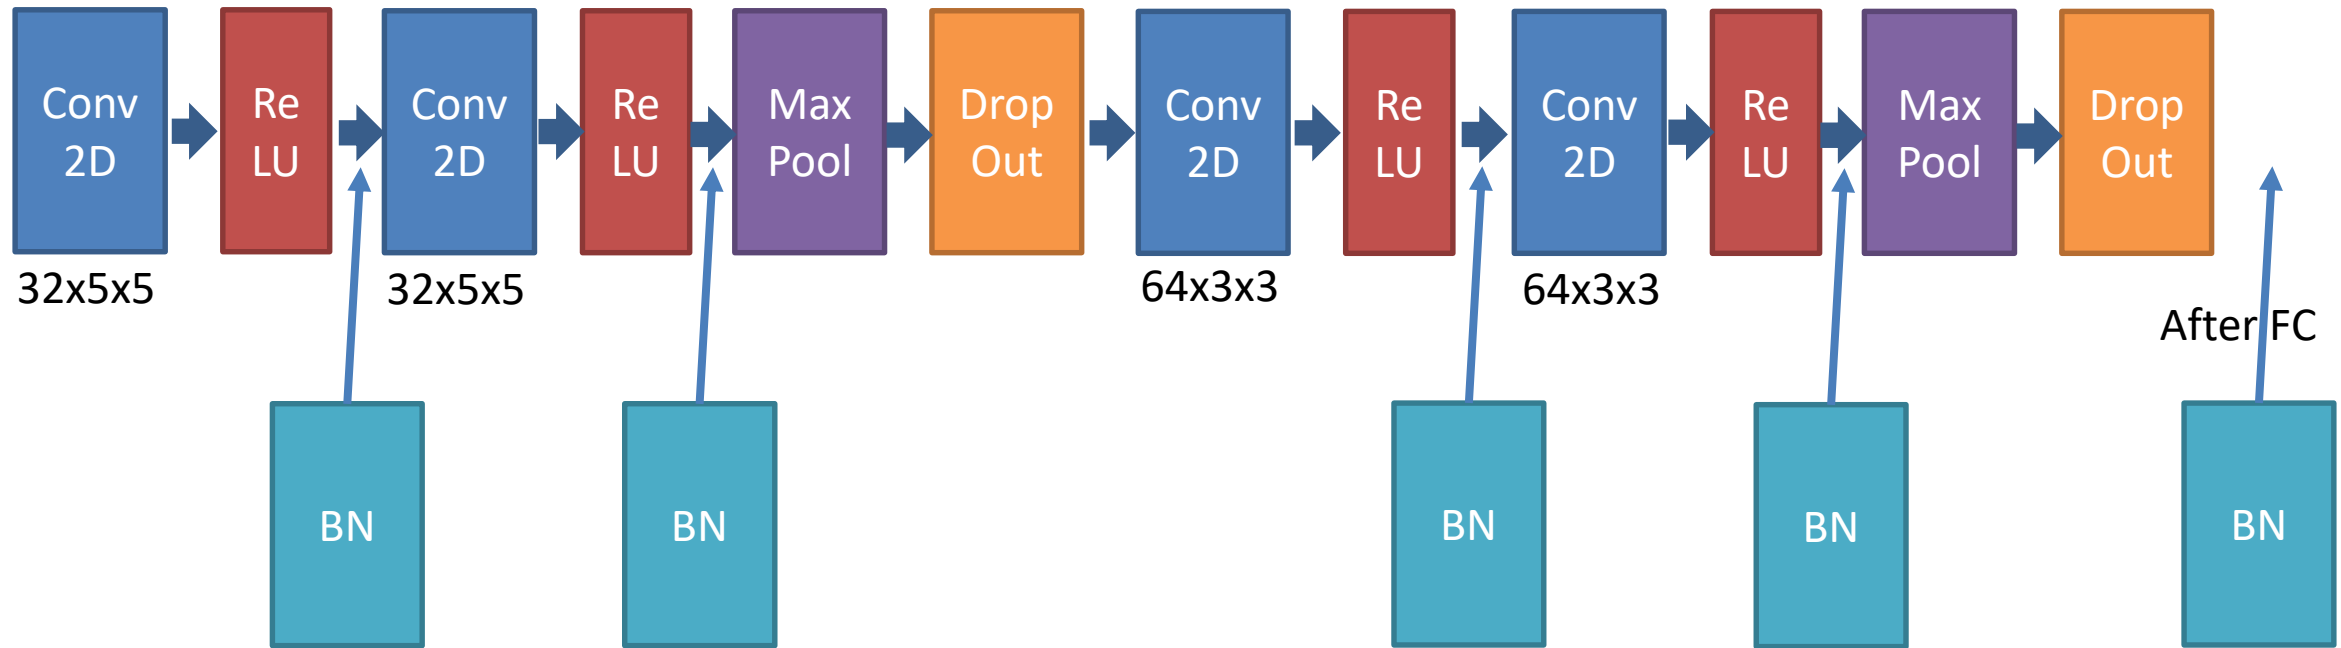 Conv
2D
Re
LU
Conv
2D
Re
LU
Max
Pool
Drop
Out
Conv
2D
Re
LU
Conv
2D
Re
LU
Max
Pool
Drop
Out
32x5x5
32x5x5
64x3x3
64x3x3
After FC
BN
BN
BN
BN
BN